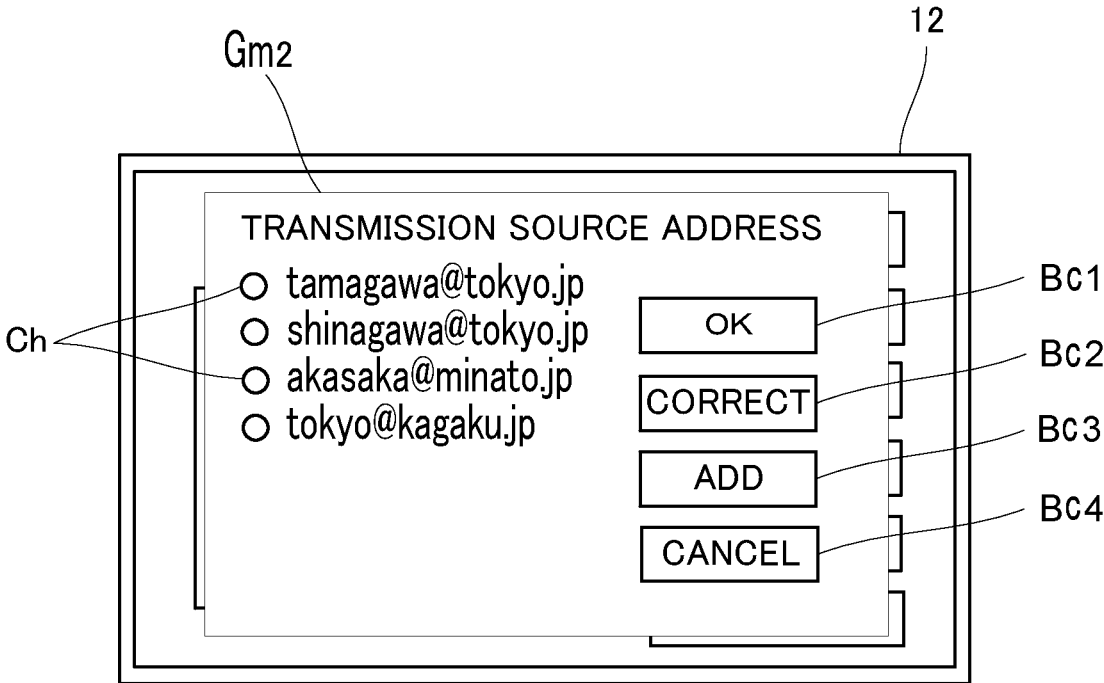 12
Gm2
TRANSMISSION SOURCE ADDRESS
tamagawa@tokyo.jp
shinagawa@tokyo.jp
akasaka@minato.jp
tokyo@kagaku.jp
Ch
OK
CORRECT
ADD
CANCEL
Bc1
Bc2
Bc3
Bc4